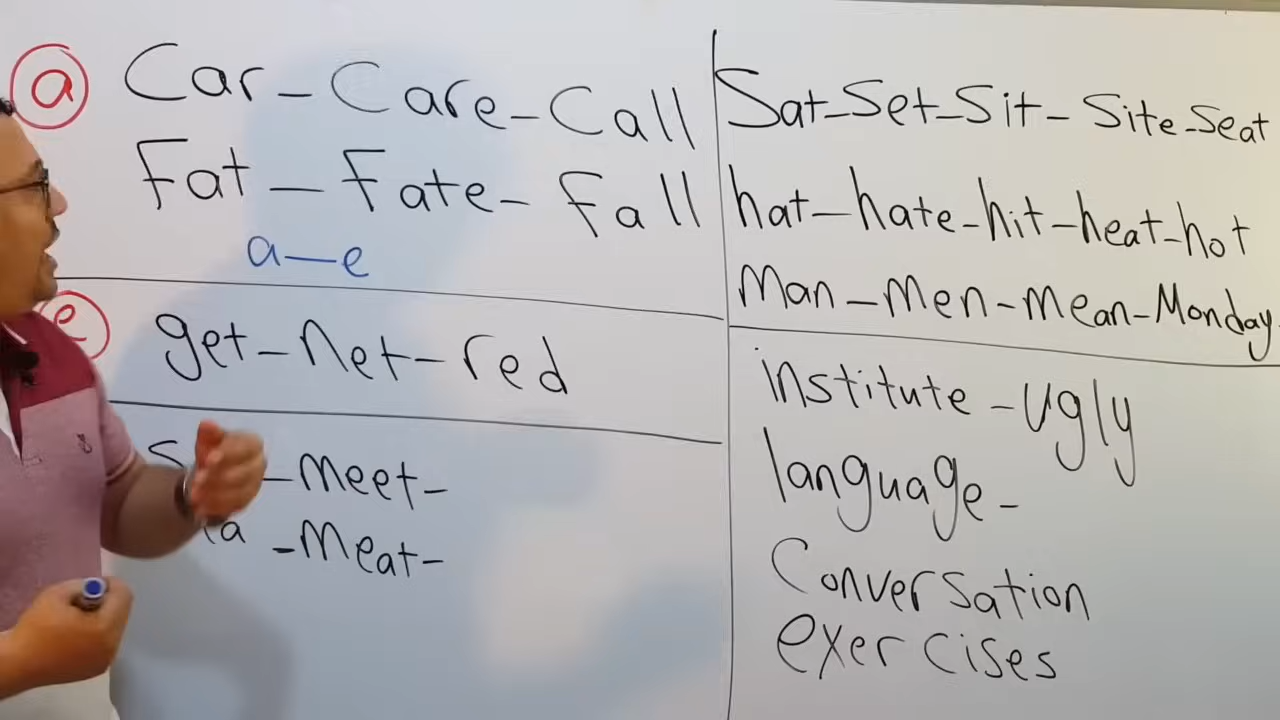 a Car - Care - Call
Fat - Fate - Fall
a—e
e get - net - red
- meet -
- Meat -
Sat - Set - Sit - Site - Seat
hat - hate - hit - heat - hot
Man - men - mean - Monday
institute - Ugly
language -
Conversation
exercises